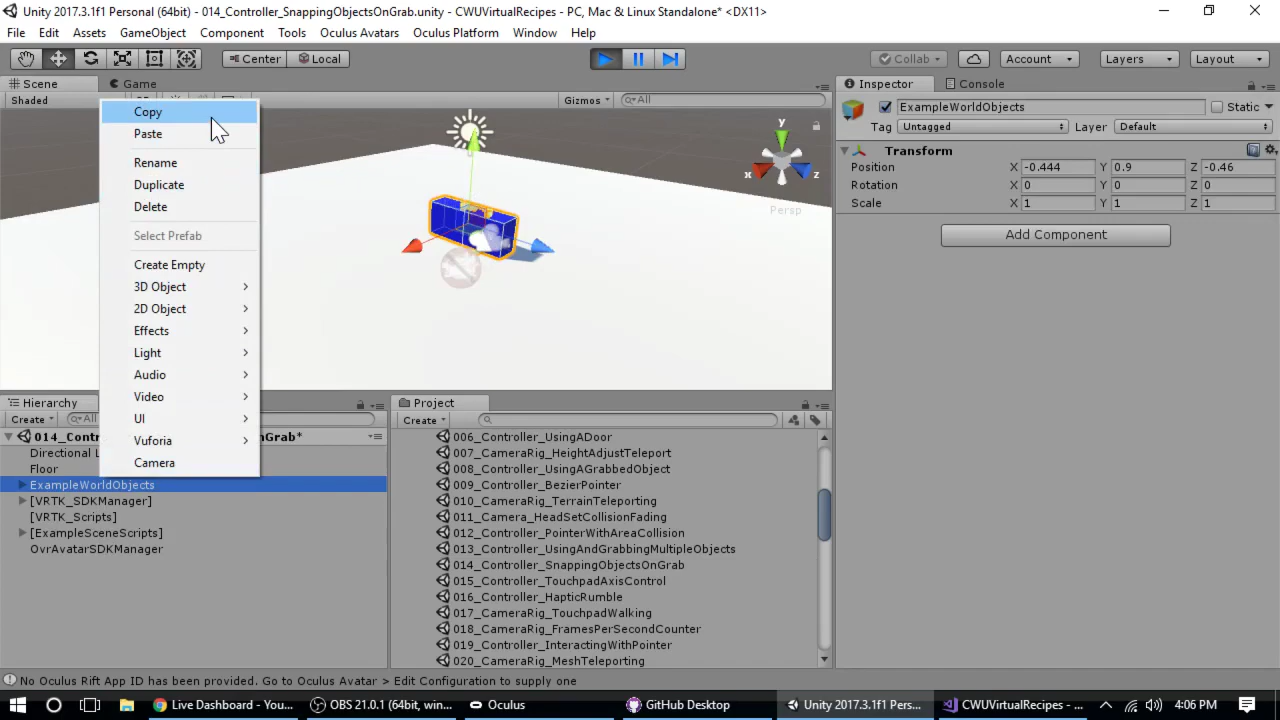 Unity 2017.3.1f1 Personal (64bit) - 014_Controller_SnappingObjectsOnGrab.unity - CWUVirtualRecipes - PC, Mac & Linux Standalone* <DX11>
File Edit Assets GameObject Component Tools Oculus Avatars Oculus Platform Window Help
Center Local Collab Account Layers Layout
Scene Game Inspector Console
Shaded Gizmos All
ExampleWorldObjects Static
Tag Untagged Layer Default
Transform
Position X -0.444 Y 0.9 Z -0.46
Rotation X 0 Y 0 Z 0
Scale X 1 Y 1 Z 1
Add Component
y
x z
Persp
Copy
Paste
Rename
Duplicate
Delete
Select Prefab
Create Empty
3D Object
2D Object
Effects
Light
Audio
Video
UI
Vuforia
Camera
Hierarchy
Create All
014_Contr
onGrab*
Directional L
Floor
ExampleWorldObjects
[VRTK_SDKManager]
[VRTK_Scripts]
[ExampleSceneScripts]
OvrAvatarSDKManager
Project
Create
006_Controller_UsingADoor
007_CameraRig_HeightAdjustTeleport
008_Controller_UsingAGrabbedObject
009_Controller_BezierPointer
010_CameraRig_TerrainTeleporting
011_Camera_HeadSetCollisionFading
012_Controller_PointerWithAreaCollision
013_Controller_UsingAndGrabbingMultipleObjects
014_Controller_SnappingObjectsOnGrab
015_Controller_TouchpadAxisControl
016_Controller_HapticRumble
017_CameraRig_TouchpadWalking
018_CameraRig_FramesPerSecondCounter
019_Controller_InteractingWithPointer
020_CameraRig_MeshTeleporting
No Oculus Rift App ID has been provided. Go to Oculus Avatar > Edit Configuration to supply one
Live Dashboard - You... OBS 21.0.1 (64bit, win... Oculus GitHub Desktop Unity 2017.3.1f1 Pers... CWUVirtualRecipes - ... 4:06 PM